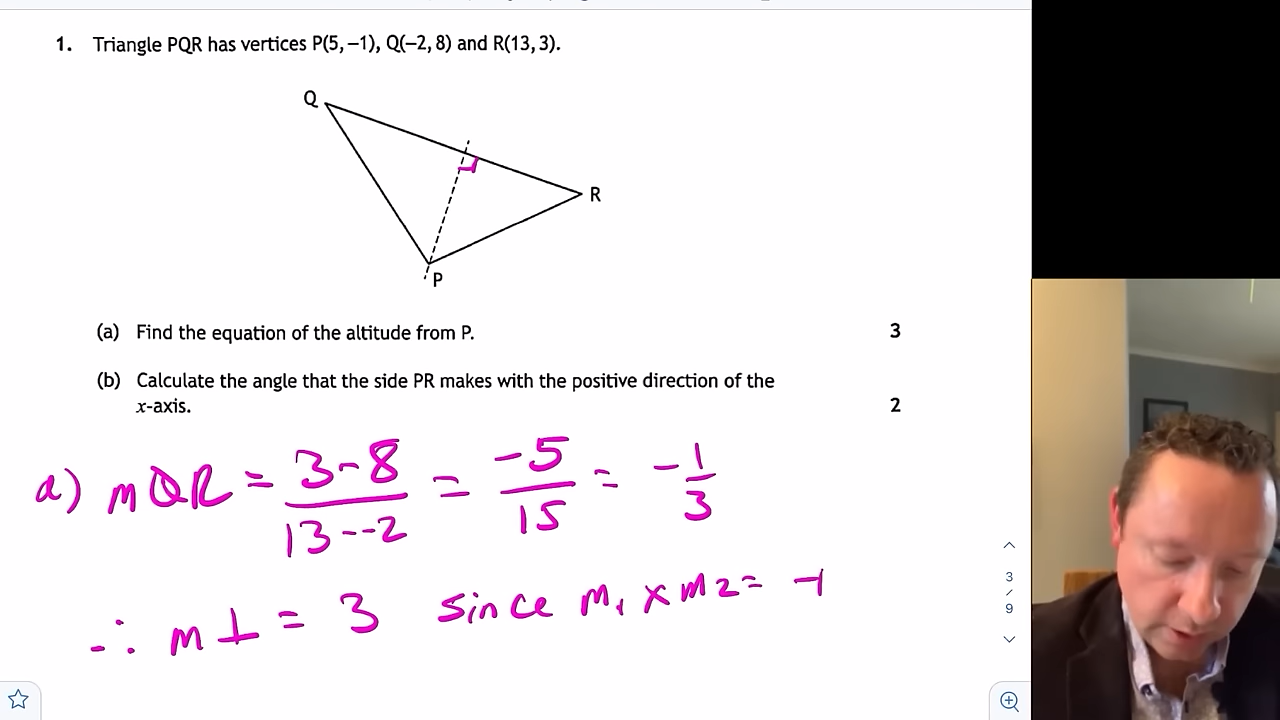 1. Triangle PQR has vertices P(5,−1), Q(−2,8) and R(13,3).
Q
R
P
(a) Find the equation of the altitude from P. 3
(b) Calculate the angle that the side PR makes with the positive direction of the
x-axis. 2
a) mQR = 3-8/13--2 = -5/15 = -1/3
∴ m⊥ = 3 since m₁ × m2 = -1
3
/
9